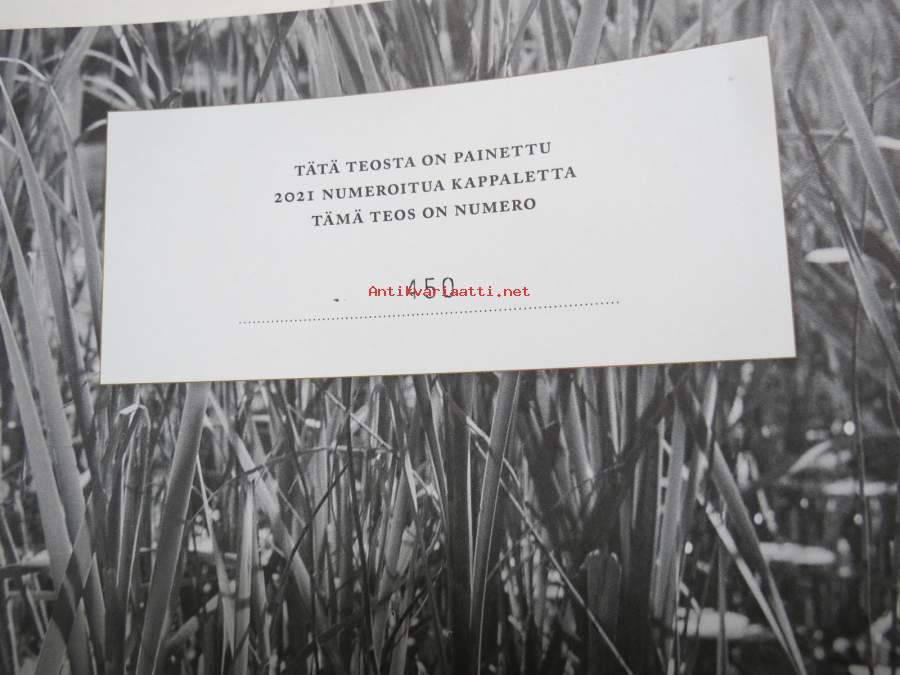 TÄTÄ TEOSTA ON PAINETTU
2021 NUMEROITUA KAPPALETTA
TÄMÄ TEOS ON NUMERO
450
Antikvariaatti.net